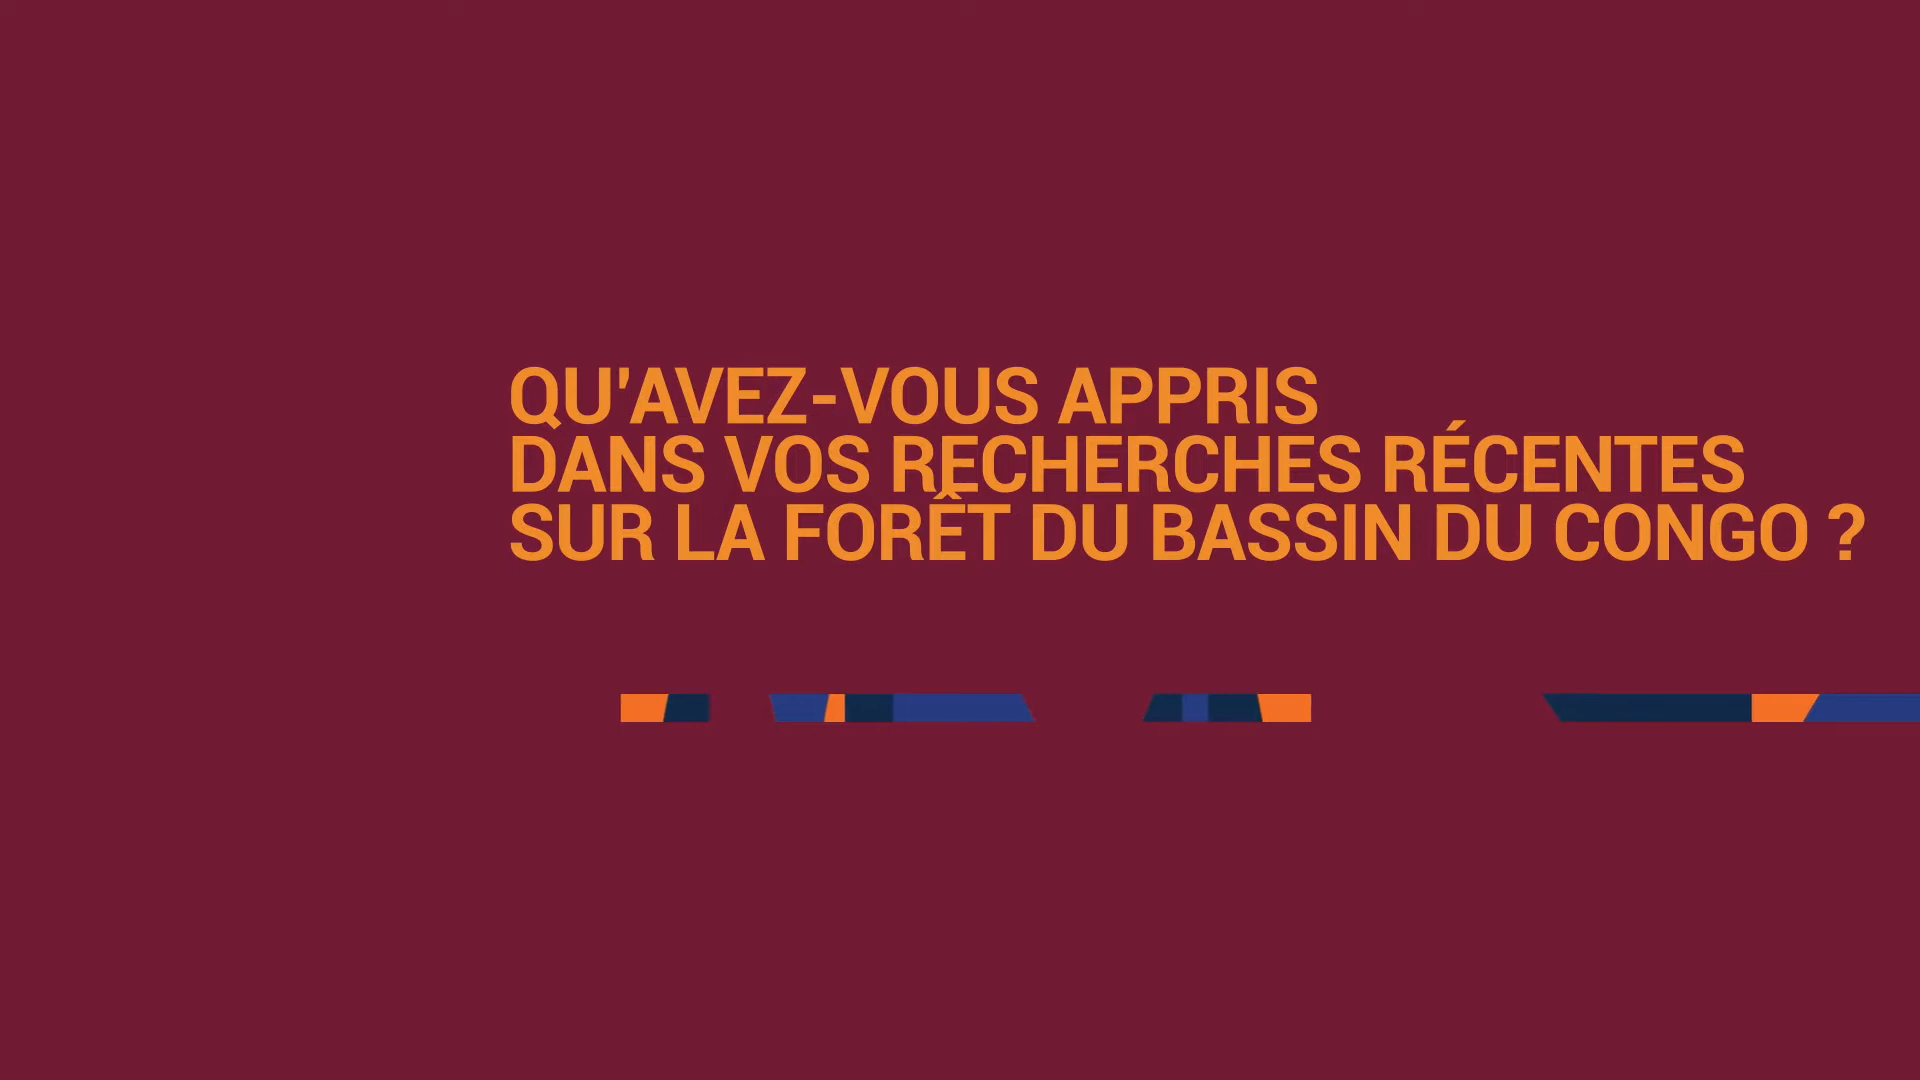 QU'AVEZ-VOUS APPRIS
DANS VOS RECHERCHES RÉCENTES
SUR LA FORÊT DU BASSIN DU CONGO ?